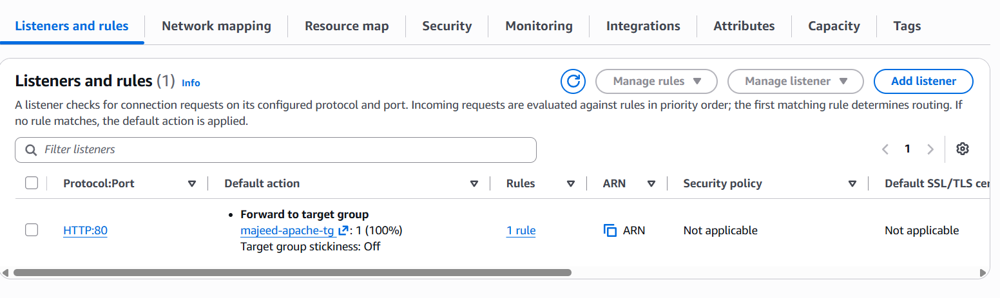 Listeners and rules
Network mapping
Resource map
Security
Monitoring
Integrations
Attributes
Capacity
Tags
Listeners and rules (1) Info
Manage rules
Manage listener
Add listener
A listener checks for connection requests on its configured protocol and port. Incoming requests are evaluated against rules in priority order; the first matching rule determines routing. If
no rule matches, the default action is applied.
Filter listeners
1
Protocol:Port
Default action
Rules
ARN
Security policy
Default SSL/TLS cer
HTTP:80
• Forward to target group
majeed-apache-tg : 1 (100%)
Target group stickiness: Off
1 rule
ARN
Not applicable
Not applicable